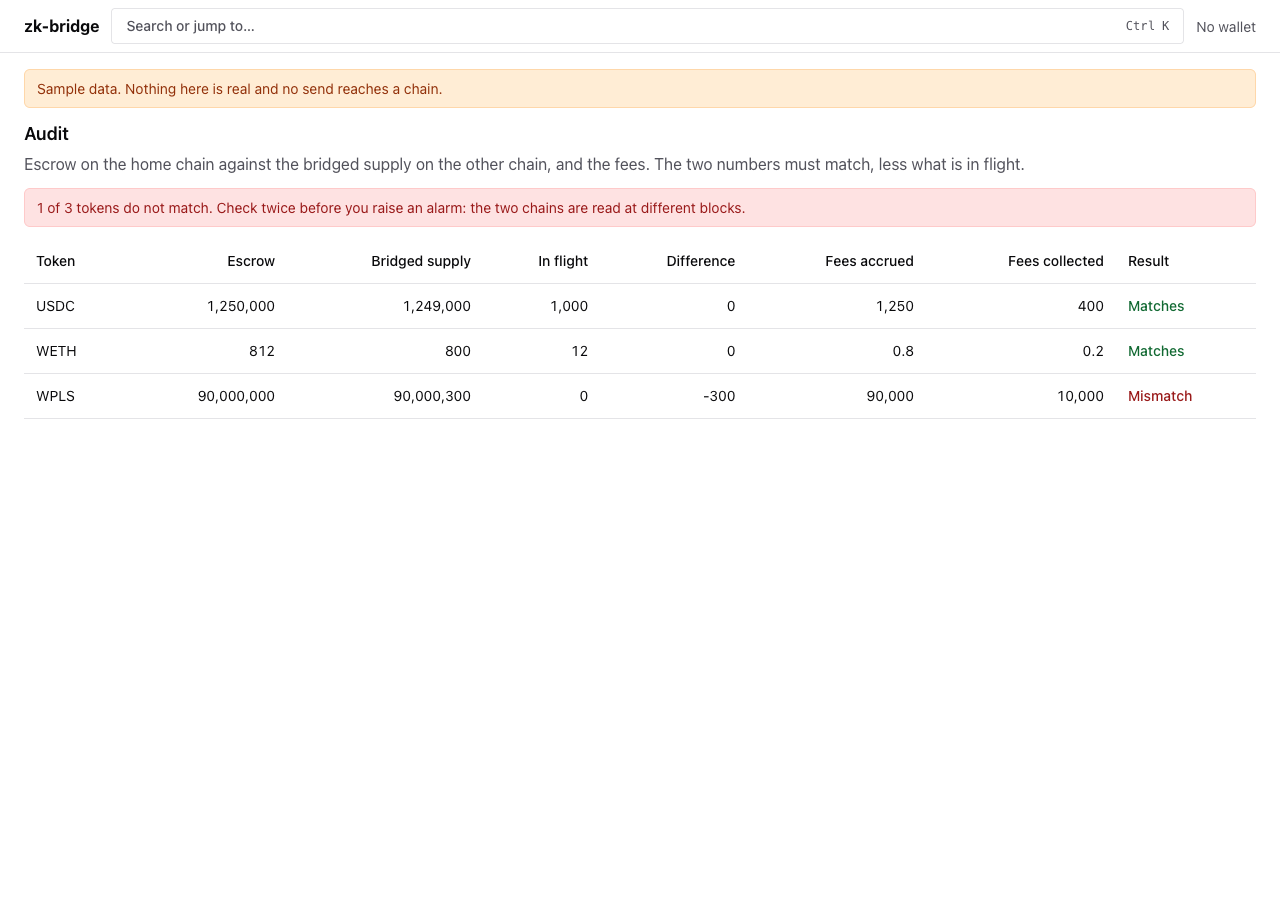 zk-bridge Search or jump to... Ctrl K No wallet
Sample data. Nothing here is real and no send reaches a chain.
Audit
Escrow on the home chain against the bridged supply on the other chain, and the fees. The two numbers must match, less what is in flight.
1 of 3 tokens do not match. Check twice before you raise an alarm: the two chains are read at different blocks.
Token Escrow Bridged supply In flight Difference Fees accrued Fees collected Result
USDC 1,250,000 1,249,000 1,000 0 1,250 400 Matches
WETH 812 800 12 0 0.8 0.2 Matches
WPLS 90,000,000 90,000,300 0 -300 90,000 10,000 Mismatch